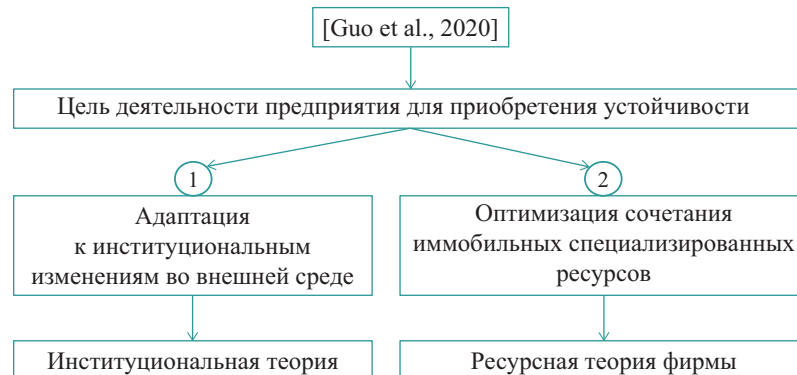 [Guo et al., 2020]
Цель деятельности предприятия для приобретения устойчивости
1
2
Адаптация
к институциональным
изменениям во внешней среде
Оптимизация сочетания
иммобильных специализированных
ресурсов
Институциональная теория
Ресурсная теория фирмы